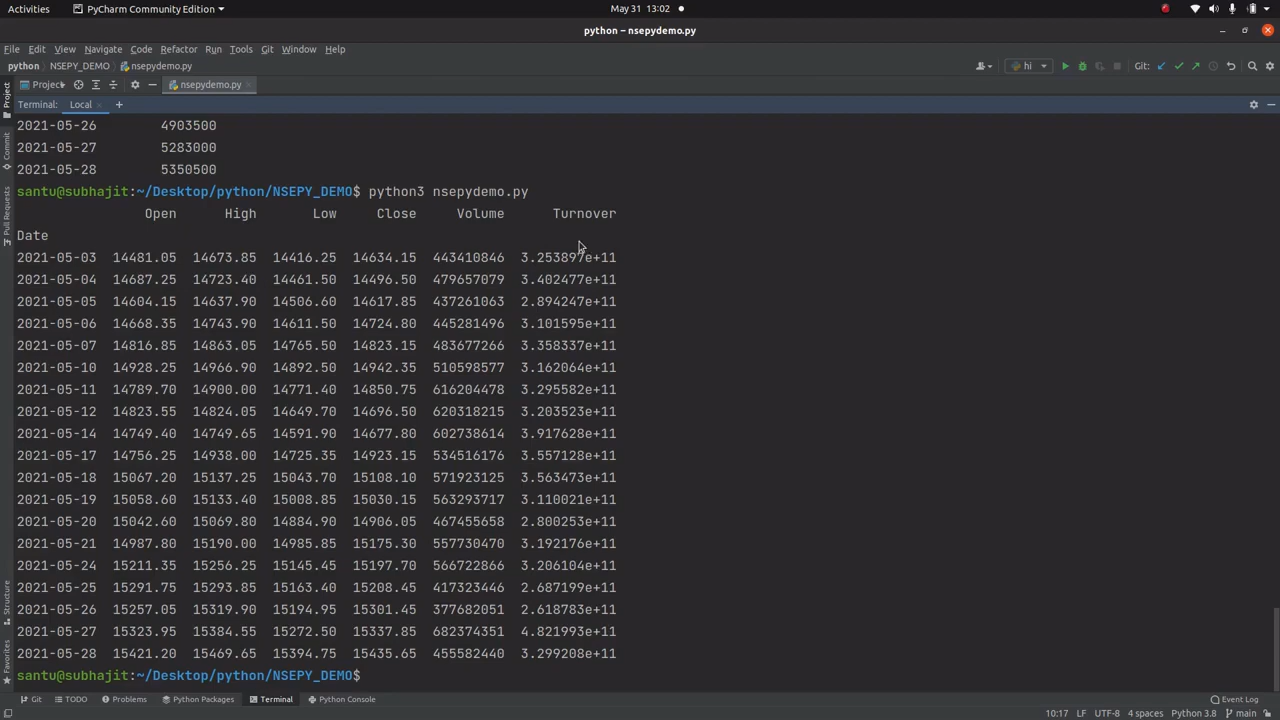 Activities PyCharm Community Edition May 31 13:02
python – nsepydemo.py
File Edit View Navigate Code Refactor Run Tools Git Window Help
python NSEPY_DEMO nsepydemo.py hi Git:
Project nsepydemo.py
Terminal: Local +
2021-05-26 4903500
2021-05-27 5283000
2021-05-28 5350500
santu@subhajit:~/Desktop/python/NSEPY_DEMO$ python3 nsepydemo.py
Open High Low Close Volume Turnover
Date
2021-05-03 14481.05 14673.85 14416.25 14634.15 443410846 3.253897e+11
2021-05-04 14687.25 14723.40 14461.50 14496.50 479657079 3.402477e+11
2021-05-05 14604.15 14637.90 14506.60 14617.85 437261063 2.894247e+11
2021-05-06 14668.35 14743.90 14611.50 14724.80 445281496 3.101595e+11
2021-05-07 14816.85 14863.05 14765.50 14823.15 483677266 3.358337e+11
2021-05-10 14928.25 14966.90 14892.50 14942.35 510598577 3.162064e+11
2021-05-11 14789.70 14900.00 14771.40 14850.75 616204478 3.295582e+11
2021-05-12 14823.55 14824.05 14649.70 14696.50 620318215 3.203523e+11
2021-05-14 14749.40 14749.65 14591.90 14677.80 602738614 3.917628e+11
2021-05-17 14756.25 14938.00 14725.35 14923.15 534516176 3.557128e+11
2021-05-18 15067.20 15137.25 15043.70 15108.10 571923125 3.563473e+11
2021-05-19 15058.60 15133.40 15008.85 15030.15 563293717 3.110021e+11
2021-05-20 15042.60 15069.80 14884.90 14906.05 467455658 2.800253e+11
2021-05-21 14987.80 15190.00 14985.85 15175.30 557730470 3.192176e+11
2021-05-24 15211.35 15256.25 15145.45 15197.70 566722866 3.206104e+11
2021-05-25 15291.75 15293.85 15163.40 15208.45 417323446 2.687199e+11
2021-05-26 15257.05 15319.90 15194.95 15301.45 377682051 2.618783e+11
2021-05-27 15323.95 15384.55 15272.50 15337.85 682374351 4.821993e+11
2021-05-28 15421.20 15469.65 15394.75 15435.65 455582440 3.299208e+11
santu@subhajit:~/Desktop/python/NSEPY_DEMO$
Project
Commit
Pull Requests
Structure
Favorites
Git TODO Problems Python Packages Terminal Python Console Event Log
10:17 LF UTF-8 4 spaces Python 3.8 main